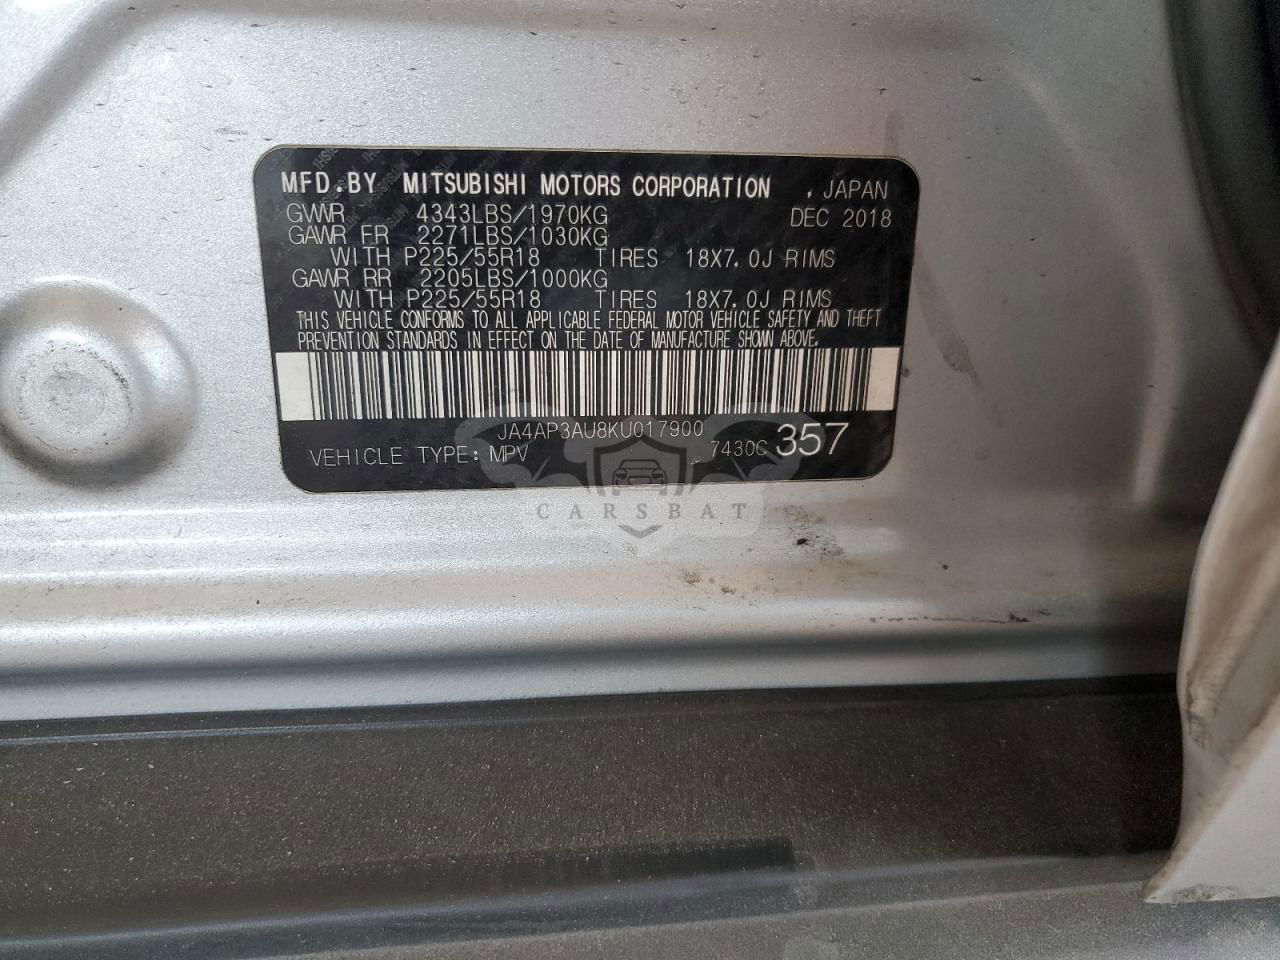 MFD.BY MITSUBISHI MOTORS CORPORATION . JAPAN
GVWR 4343LBS/1970KG DEC 2018
GAWR FR 2271LBS/1030KG
WITH P225/55R18 TIRES 18X7.0J RIMS
GAWR RR 2205LBS/1000KG
WITH P225/55R18 TIRES 18X7.0J RIMS
THIS VEHICLE CONFORMS TO ALL APPLICABLE FEDERAL MOTOR VEHICLE SAFETY AND THEFT
PREVENTION STANDARDS IN EFFECT ON THE DATE OF MANUFACTURE SHOWN ABOVE.
JA4AP3AU8KU017900
VEHICLE TYPE: MPV 7430C 357
CARSBAT